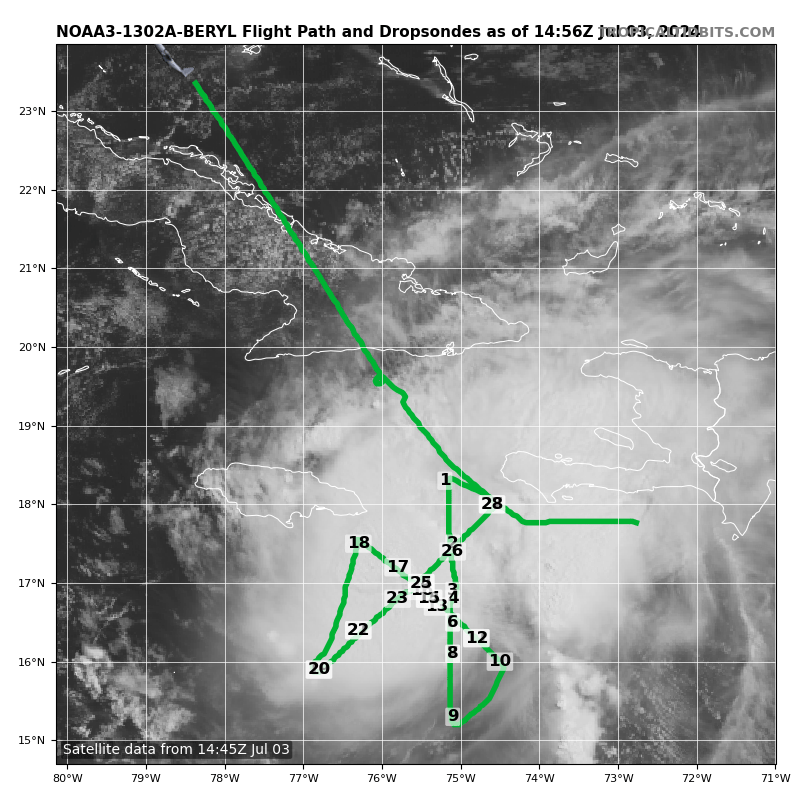 NOAA3-1302A-BERYL Flight Path and Dropsondes as of 14:56Z Jul 03, 2024
TROPICALTIDBITS.COM
23°N
22°N
21°N
20°N
19°N
18°N
17°N
16°N
15°N
1
28
2
26
18
17
25
3
4
23
15
13
6
22
12
8
10
20
9
Satellite data from 14:45Z Jul 03
80°W 79°W 78°W 77°W 76°W 75°W 74°W 73°W 72°W 71°W